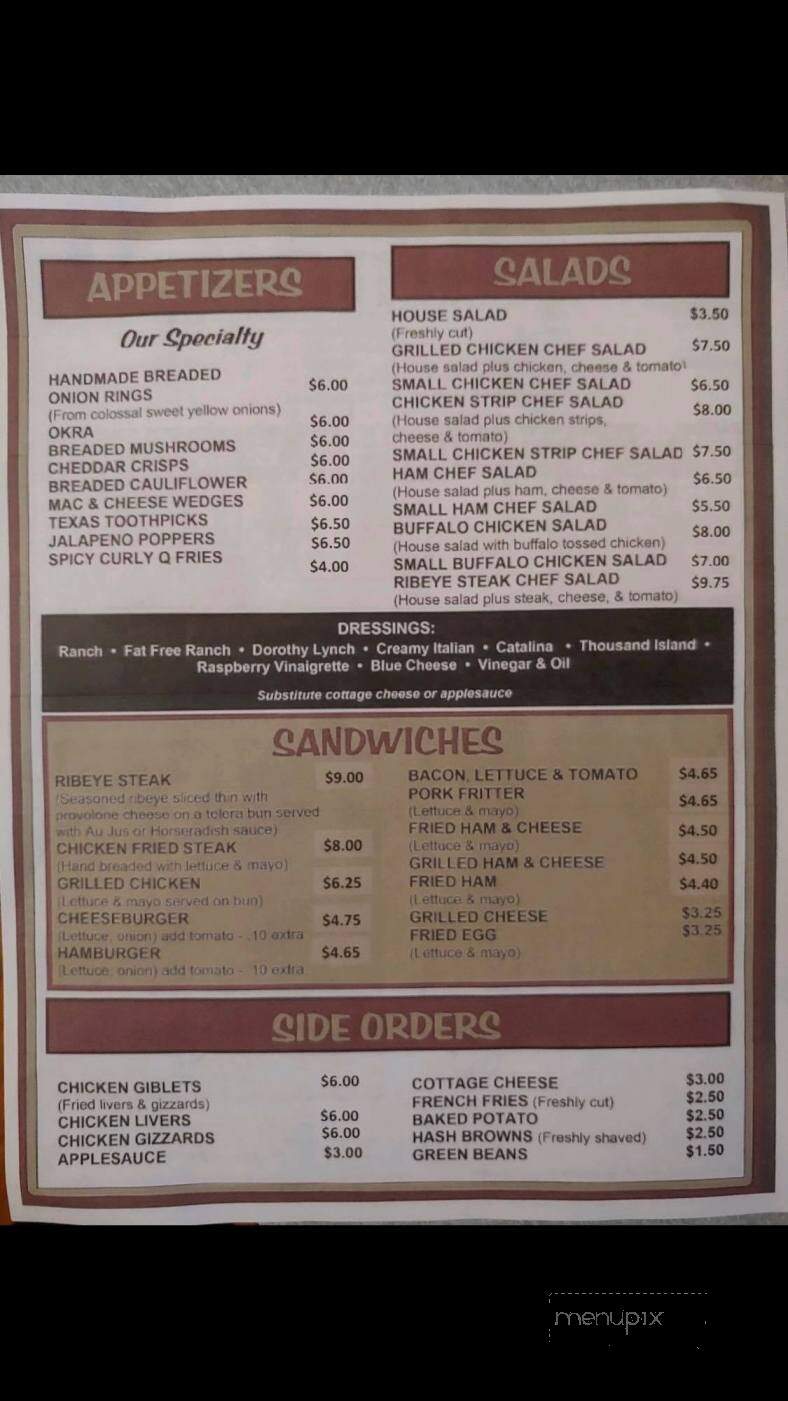 APPETIZERS
Our Specialty
HANDMADE BREADED
ONION RINGS $6.00
(From colossal sweet yellow onions)
OKRA $6.00
BREADED MUSHROOMS $6.00
CHEDDAR CRISPS $6.00
BREADED CAULIFLOWER $6.00
MAC & CHEESE WEDGES $6.00
TEXAS TOOTHPICKS $6.50
JALAPENO POPPERS $6.50
SPICY CURLY Q FRIES $4.00
SALADS
HOUSE SALAD $3.50
(Freshly cut)
GRILLED CHICKEN CHEF SALAD $7.50
(House salad plus chicken, cheese & tomato)
SMALL CHICKEN CHEF SALAD $6.50
CHICKEN STRIP CHEF SALAD $8.00
(House salad plus chicken strips,
cheese & tomato)
SMALL CHICKEN STRIP CHEF SALAD $7.50
HAM CHEF SALAD $6.50
(House salad plus ham, cheese & tomato)
SMALL HAM CHEF SALAD $5.50
BUFFALO CHICKEN SALAD $8.00
(House salad with buffalo tossed chicken)
SMALL BUFFALO CHICKEN SALAD $7.00
RIBEYE STEAK CHEF SALAD $9.75
(House salad plus steak, cheese, & tomato)
DRESSINGS:
Ranch • Fat Free Ranch • Dorothy Lynch • Creamy Italian • Catalina • Thousand Island •
Raspberry Vinaigrette • Blue Cheese • Vinegar & Oil
Substitute cottage cheese or applesauce
SANDWICHES
RIBEYE STEAK $9.00
(Seasoned ribeye sliced thin with
provolone cheese on a telera bun served
with Au Jus or Horseradish sauce)
CHICKEN FRIED STEAK $8.00
(Hand breaded with lettuce & mayo)
GRILLED CHICKEN $6.25
(Lettuce & mayo served on bun)
CHEESEBURGER $4.75
(Lettuce, onion) add tomato - .10 extra
HAMBURGER $4.65
(Lettuce, onion) add tomato - .10 extra
BACON, LETTUCE & TOMATO $4.65
PORK FRITTER $4.65
(Lettuce & mayo)
FRIED HAM & CHEESE $4.50
(Lettuce & mayo)
GRILLED HAM & CHEESE $4.50
FRIED HAM $4.40
(Lettuce & mayo)
GRILLED CHEESE $3.25
FRIED EGG $3.25
(Lettuce & mayo)
SIDE ORDERS
CHICKEN GIBLETS $6.00
(Fried livers & gizzards)
CHICKEN LIVERS $6.00
CHICKEN GIZZARDS $6.00
APPLESAUCE $3.00
COTTAGE CHEESE $3.00
FRENCH FRIES (Freshly cut) $2.50
BAKED POTATO $2.50
HASH BROWNS (Freshly shaved) $2.50
GREEN BEANS $1.50
menupix